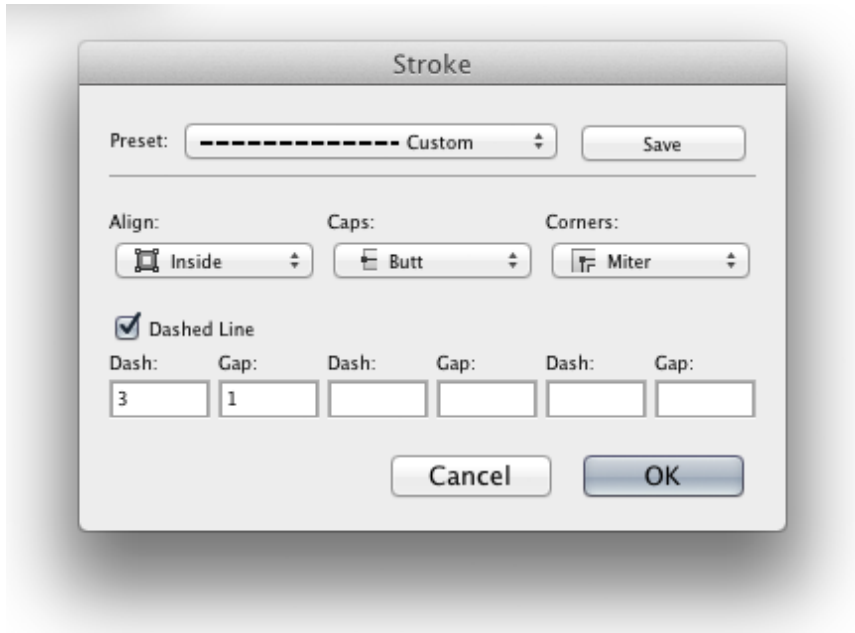 Stroke
Preset: Custom Save
Align: Caps: Corners:
Inside Butt Miter
Dashed Line
Dash: Gap: Dash: Gap: Dash: Gap:
3 1
Cancel OK